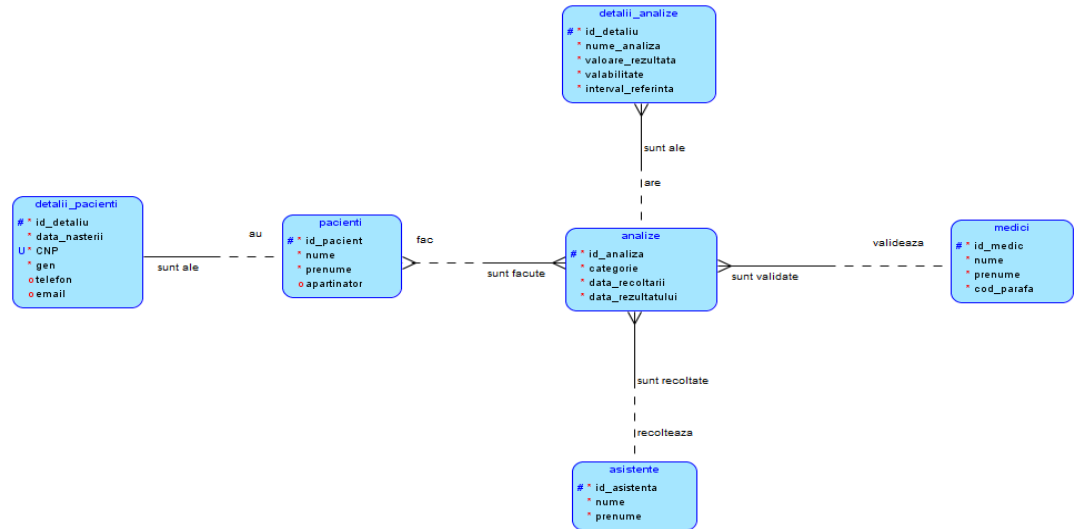 detalii_analize
# * id_detaliu
* nume_analiza
* valoare_rezultata
* valabilitate
* interval_referinta
sunt ale
are
detalii_pacienti
# * id_detaliu
* data_nasterii
U * CNP
* gen
o telefon
o email
au
sunt ale
pacienti
# * id_pacient
* nume
* prenume
o apartinator
fac
sunt facute
analize
# * id_analiza
* categorie
* data_recoltarii
* data_rezultatului
valideaza
sunt validate
medici
# * id_medic
* nume
* prenume
* cod_parafa
sunt recoltate
recolteaza
asistente
# * id_asistenta
* nume
* prenume